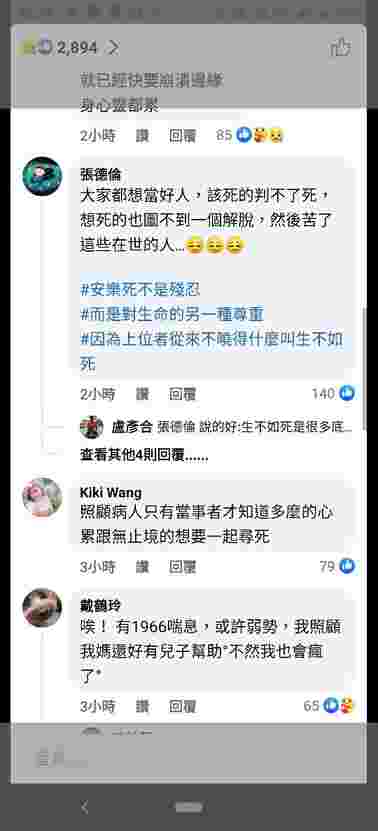 2,894
就已經快要崩潰邊緣
身心靈都累
2小時 讚 回覆 85
張德倫
大家都想當好人，該死的判不了死，
想死的也圖不到一個解脫，然後苦了
這些在世的人...
#安樂死不是殘忍
#而是對生命的另一種尊重
#因為上位者從來不曉得什麼叫生不如
死
2小時 讚 回覆 140
盧彥合 張德倫 說的好:生不如死是很多底...
查看其他4則回覆......
Kiki Wang
照顧病人只有當事者才知道多麼的心
累跟無止境的想要一起尋死
3小時 讚 回覆 79
戴鶴玲
唉！ 有1966喘息，或許弱勢，我照顧
我媽還好有兒子幫助°不然我也會瘋
了°
3小時 讚 回覆 65